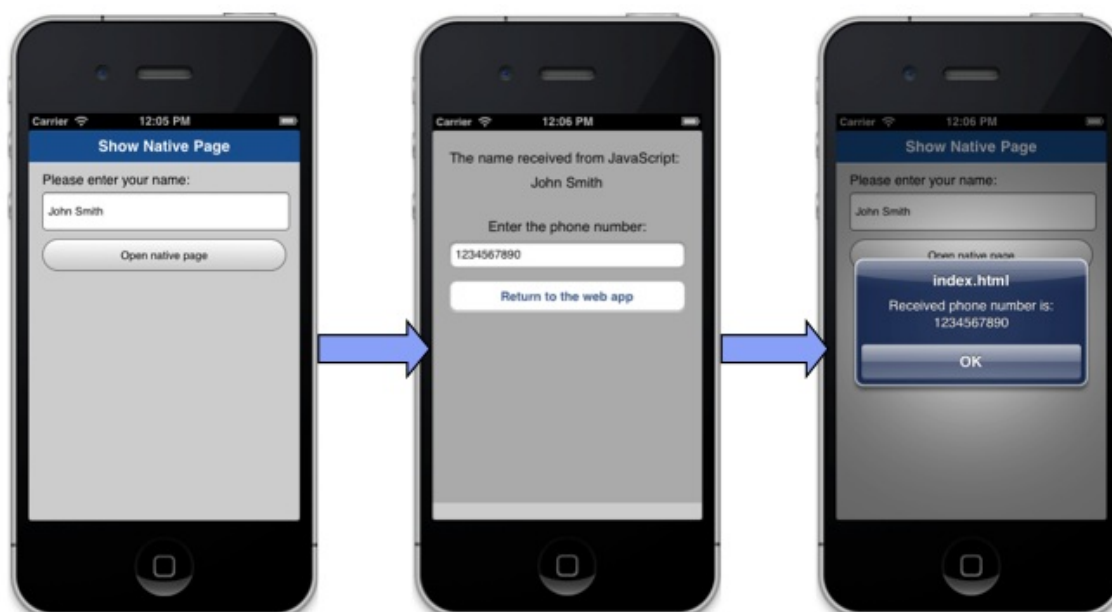 Carrier 12:05 PM
Show Native Page
Please enter your name:
John Smith
Open native page
Carrier 12:06 PM
The name received from JavaScript:
John Smith
Enter the phone number:
1234567890
Return to the web app
Carrier 12:06 PM
Show Native Page
Please enter your name:
John Smith
Open native page
index.html
Received phone number is:
1234567890
OK